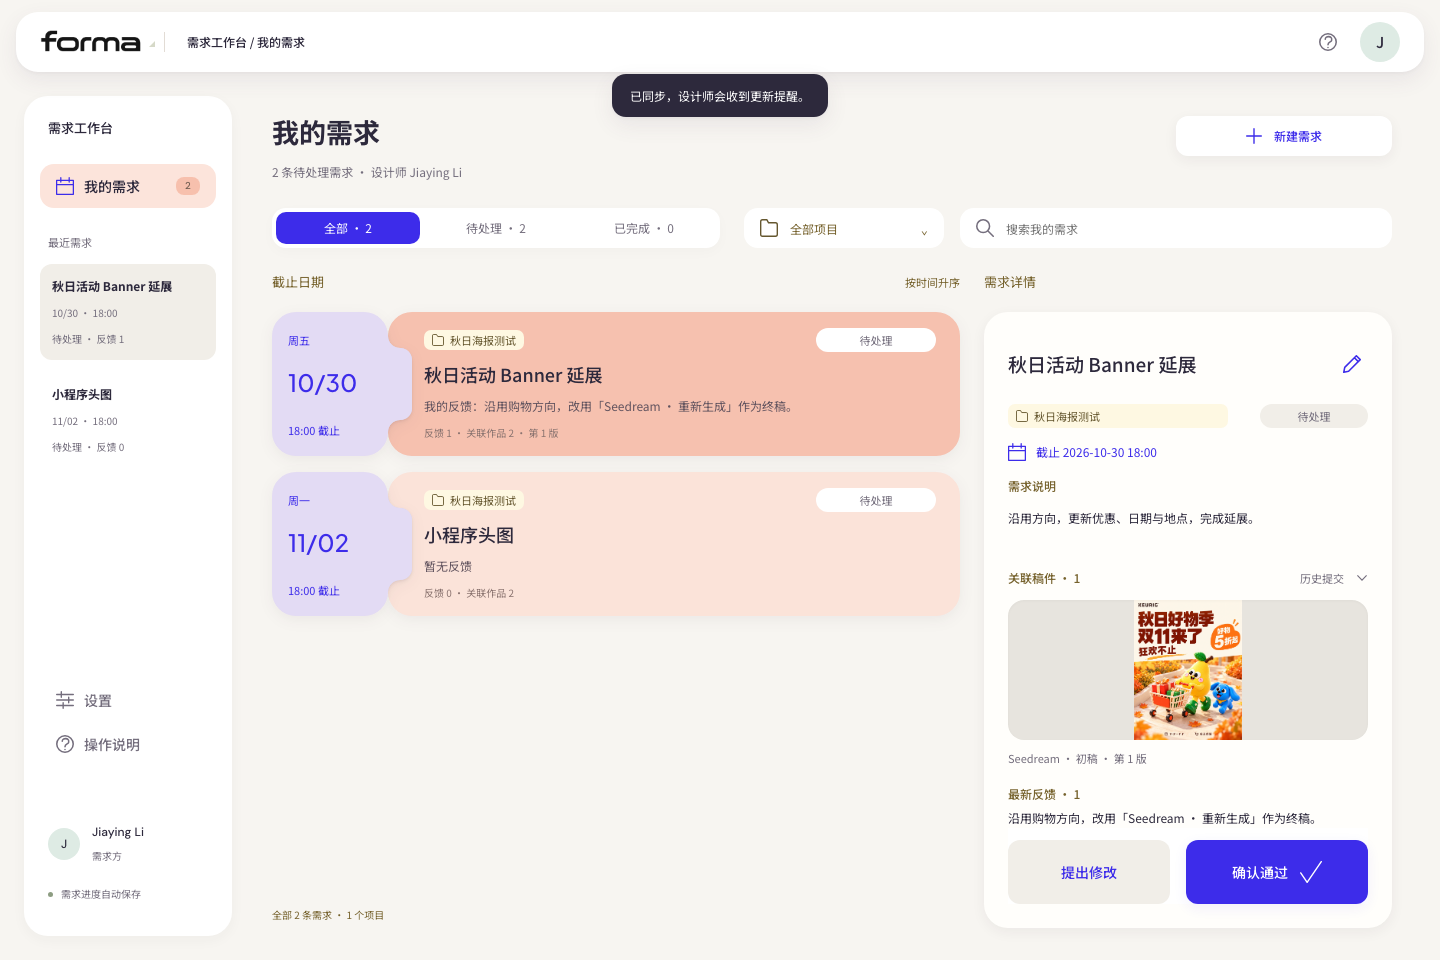 forma
需求工作台 / 我的需求
J
已同步，设计师会收到更新提醒。
需求工作台
我的需求
2
最近需求
秋日活动 Banner 延展
10/30 · 18:00
待处理 · 反馈 1
小程序头图
11/02 · 18:00
待处理 · 反馈 0
设置
操作说明
J
Jiaying Li
需求方
需求进度自动保存
我的需求
2 条待处理需求 · 设计师 Jiaying Li
新建需求
全部 · 2
待处理 · 2
已完成 · 0
全部项目
搜索我的需求
截止日期
按时间升序
周五
10/30
18:00 截止
秋日海报测试
待处理
秋日活动 Banner 延展
我的反馈：沿用购物方向，改用「Seedream · 重新生成」作为终稿。
反馈 1 · 关联作品 2 · 第 1 版
周一
11/02
18:00 截止
秋日海报测试
待处理
小程序头图
暂无反馈
反馈 0 · 关联作品 2
全部 2 条需求 · 1 个项目
需求详情
秋日活动 Banner 延展
秋日海报测试
待处理
截止 2026-10-30 18:00
需求说明
沿用方向，更新优惠、日期与地点，完成延展。
关联稿件 · 1
历史提交
秋日好物季
双11来了
狂欢不止
好物
5折起
Seedream · 初稿 · 第 1 版
最新反馈 · 1
沿用购物方向，改用「Seedream · 重新生成」作为终稿。
提出修改
确认通过